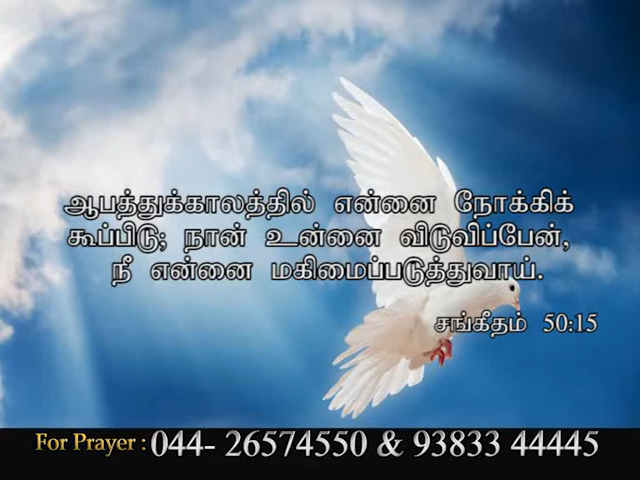 ஆபத்துக்காலத்தில் என்னை நோக்கிக்
கூப்பிடு; நான் உன்னை விடுவிப்பேன்,
நீ என்னை மகிமைப்படுத்துவாய்.
சங்கீதம் 50:15
For Prayer : 044- 26574550 & 93833 44445